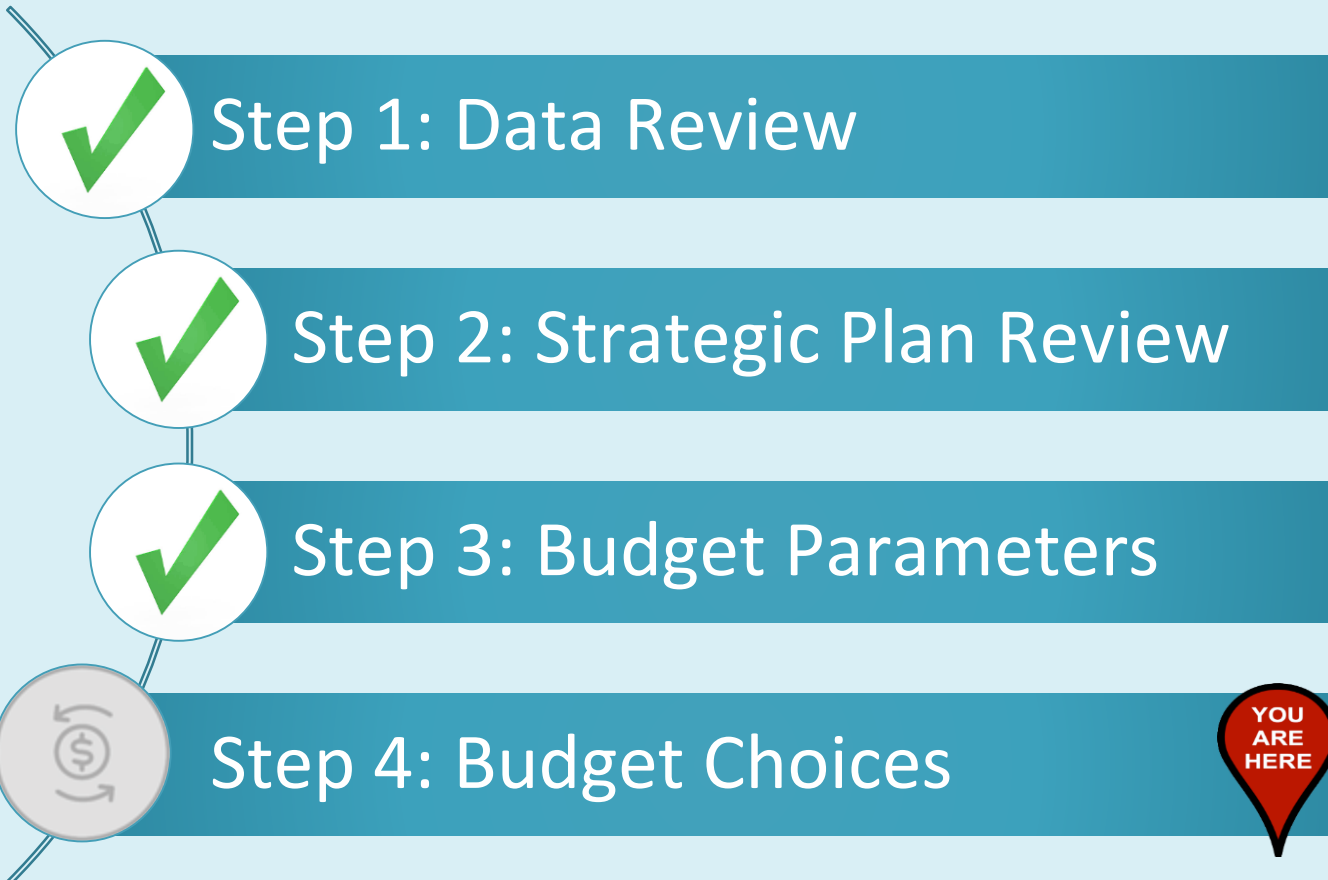 Step 1: Data Review
Step 2: Strategic Plan Review
Step 3: Budget Parameters
$
Step 4: Budget Choices
YOU
ARE
HERE